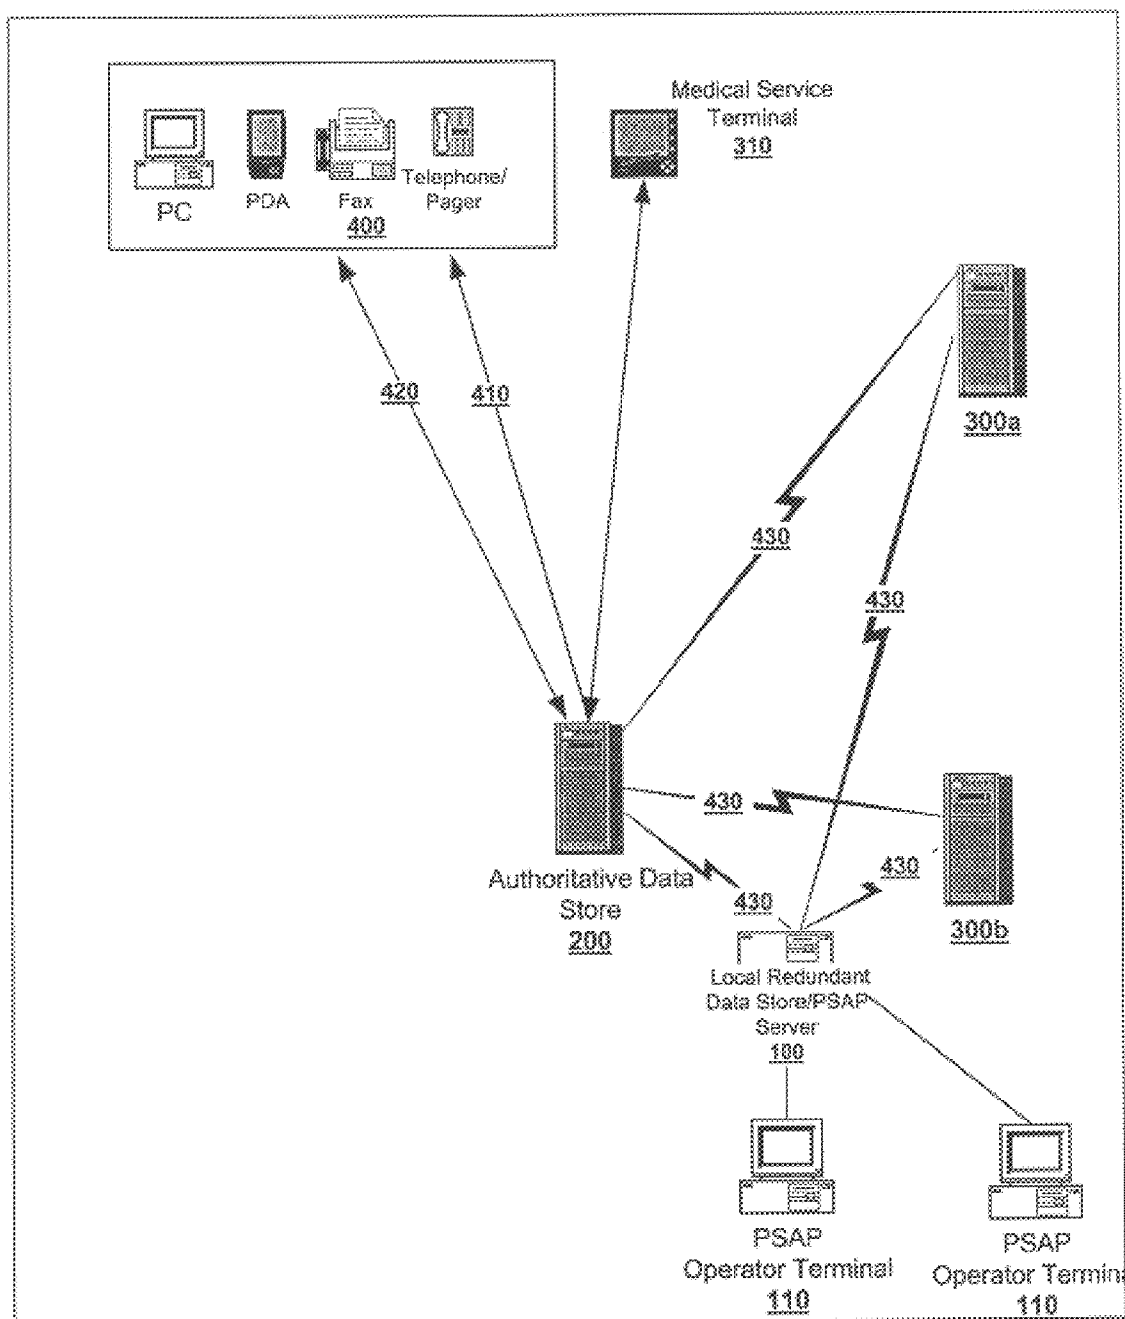 PC
PDA
Fax
Telephone/
Pager
400
Medical Service
Terminal
310
300a
420
410
430
430
430
430
430
Authoritative Data
Store
200
300b
Local Redundant
Data Store/PSAP
Server
100
PSAP
Operator Terminal
110
PSAP
Operator Termina
110